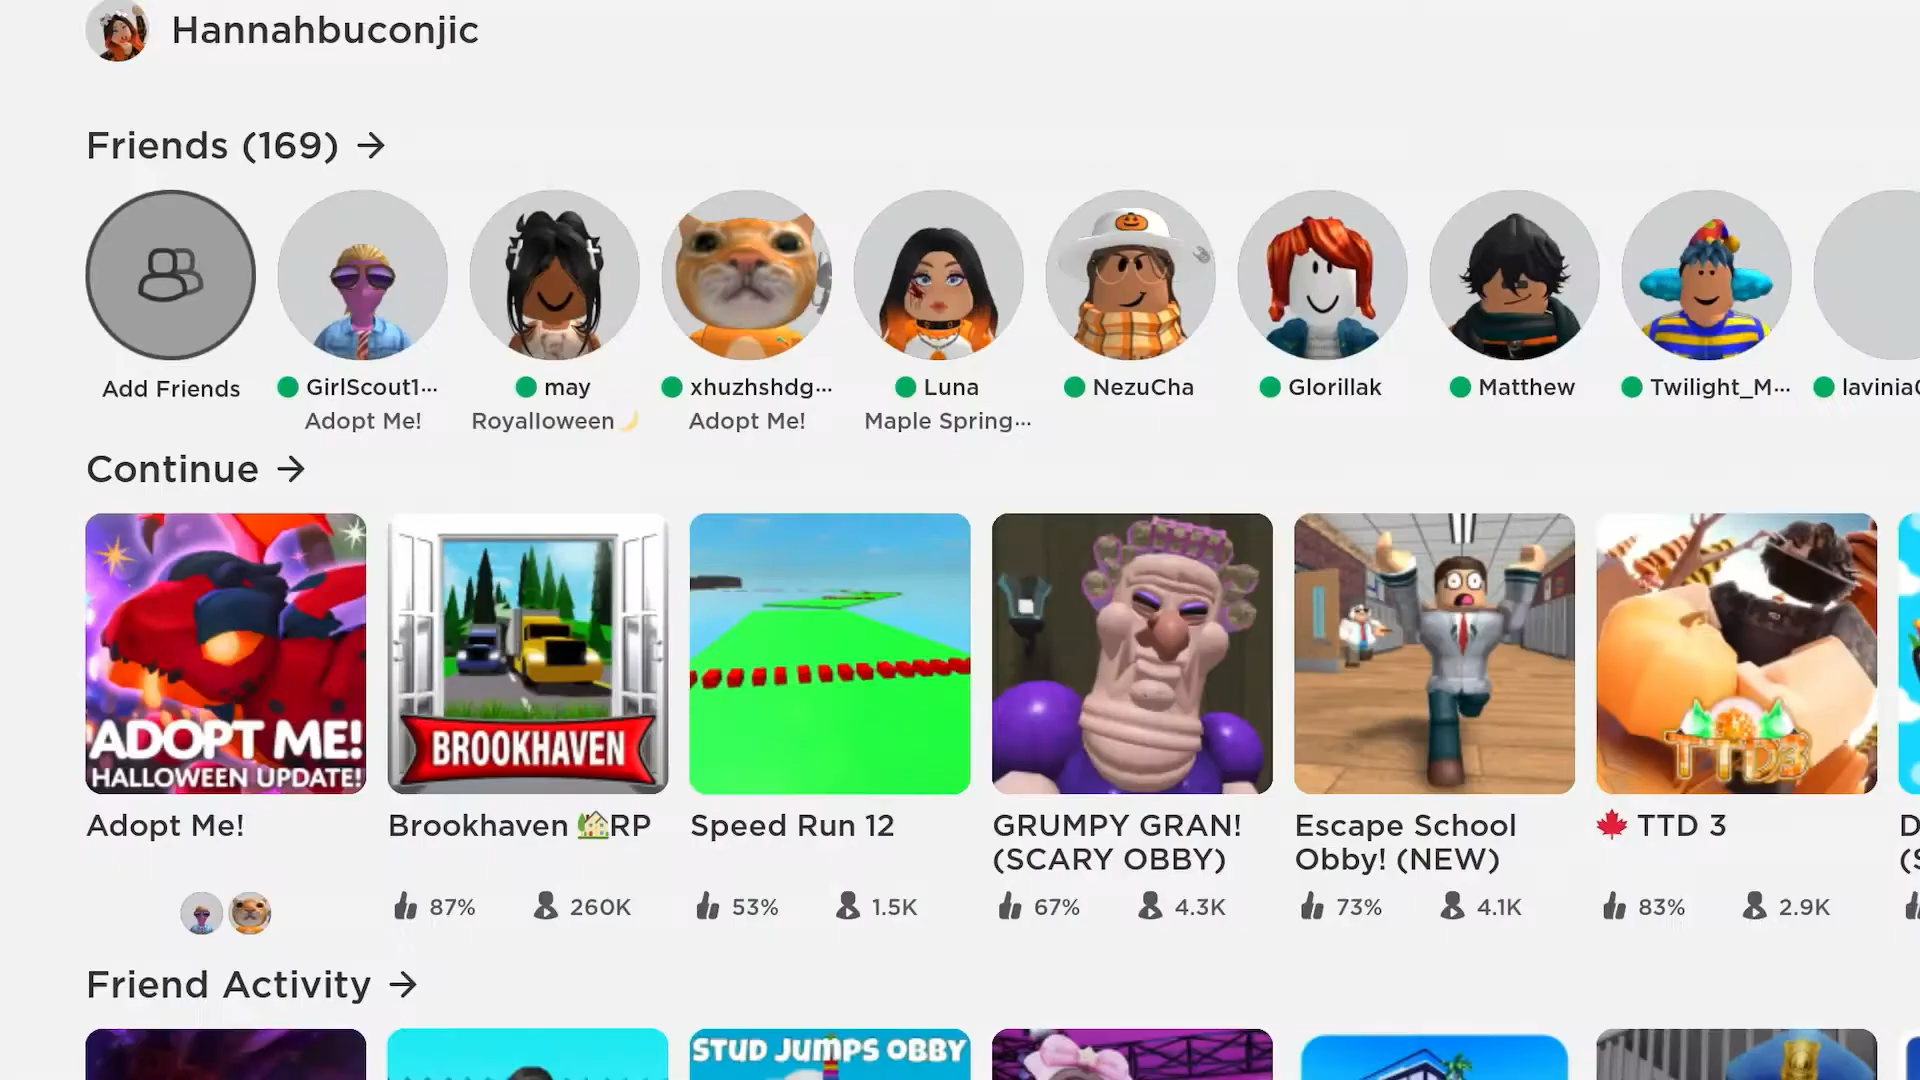 Hannahbuconjic
Friends (169) →
Add Friends
GirlScout1...
Adopt Me!
may
Royalloween🌙
xhuzhshdg...
Adopt Me!
Luna
Maple Spring...
NezuCha
Glorillak
Matthew
Twilight_M...
Continue →
ADOPT ME!
HALLOWEEN UPDATE!
BROOKHAVEN
TTD3
Adopt Me!
Brookhaven 🏡RP
87% 260K
Speed Run 12
53% 1.5K
GRUMPY GRAN!
(SCARY OBBY)
67% 4.3K
Escape School
Obby! (NEW)
73% 4.1K
🍁 TTD 3
83% 2.9K
Friend Activity →
STUD JUMPS OBBY